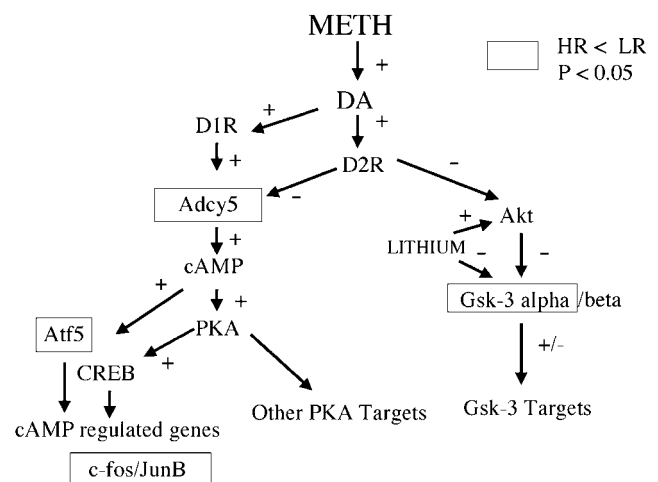 METH
HR < LR
P < 0.05
+
DA
+
+
D1R
+
D2R
-
Adcy5
-
+
Akt
LITHIUM
-
-
+
cAMP
Gsk-3 alpha/beta
+
+
Atf5
PKA
+/-
CREB
+
Other PKA Targets
Gsk-3 Targets
cAMP regulated genes
c-fos/JunB